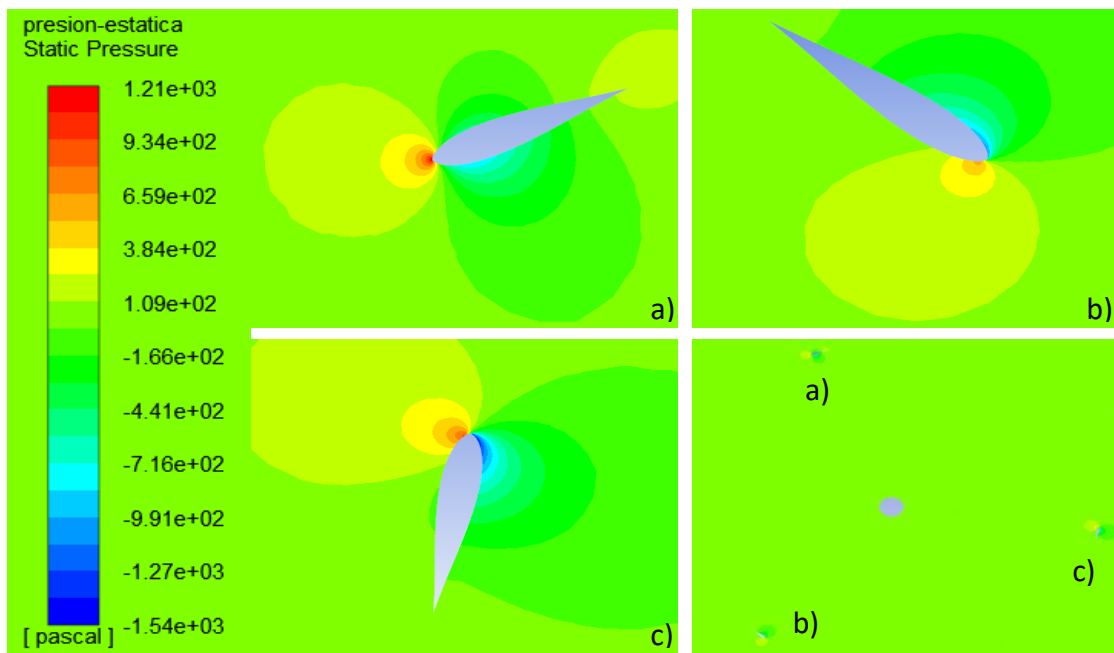 presion-estatica
Static Pressure
1.21e+03
9.34e+02
6.59e+02
3.84e+02
1.09e+02
-1.66e+02
-4.41e+02
-7.16e+02
-9.91e+02
-1.27e+03
-1.54e+03
[ pascal ]
a)
b)
c)
a)
b)
c)